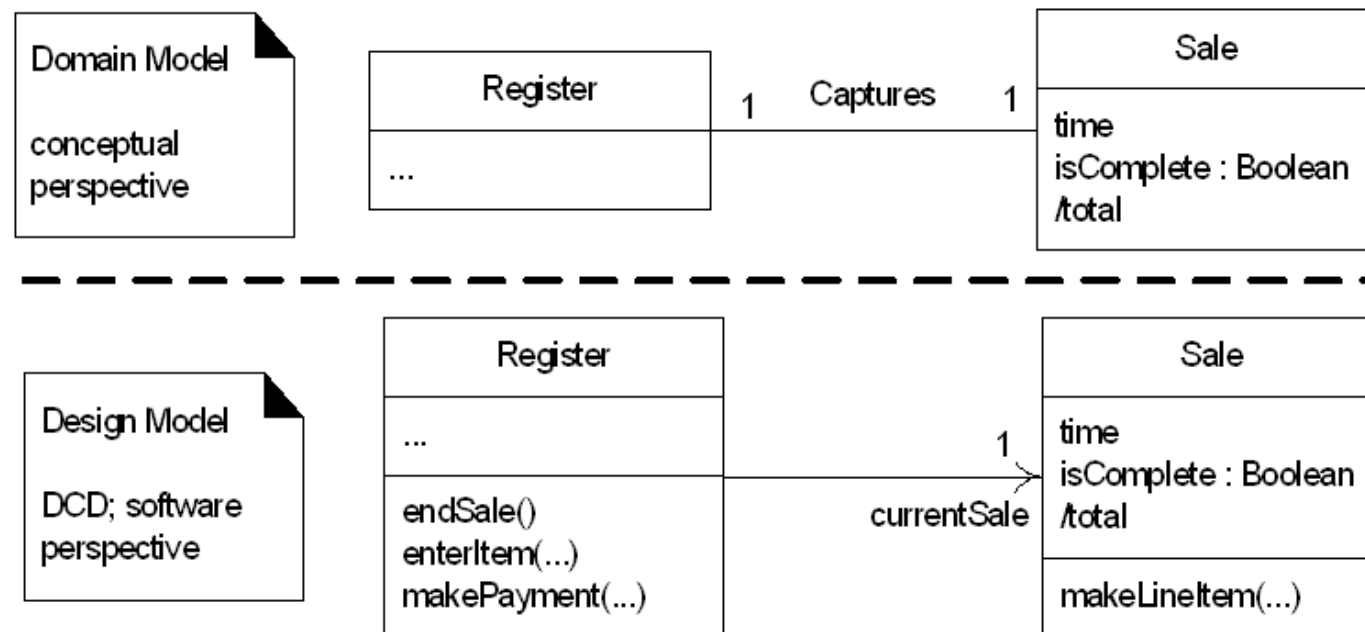 Domain Model
conceptual
perspective
Register
...
1 Captures 1
Sale
time
isComplete : Boolean
/total
Design Model
DCD; software
perspective
Register
...
endSale()
enterItem(...)
makePayment(...)
1
currentSale
Sale
time
isComplete : Boolean
/total
makeLineItem(...)